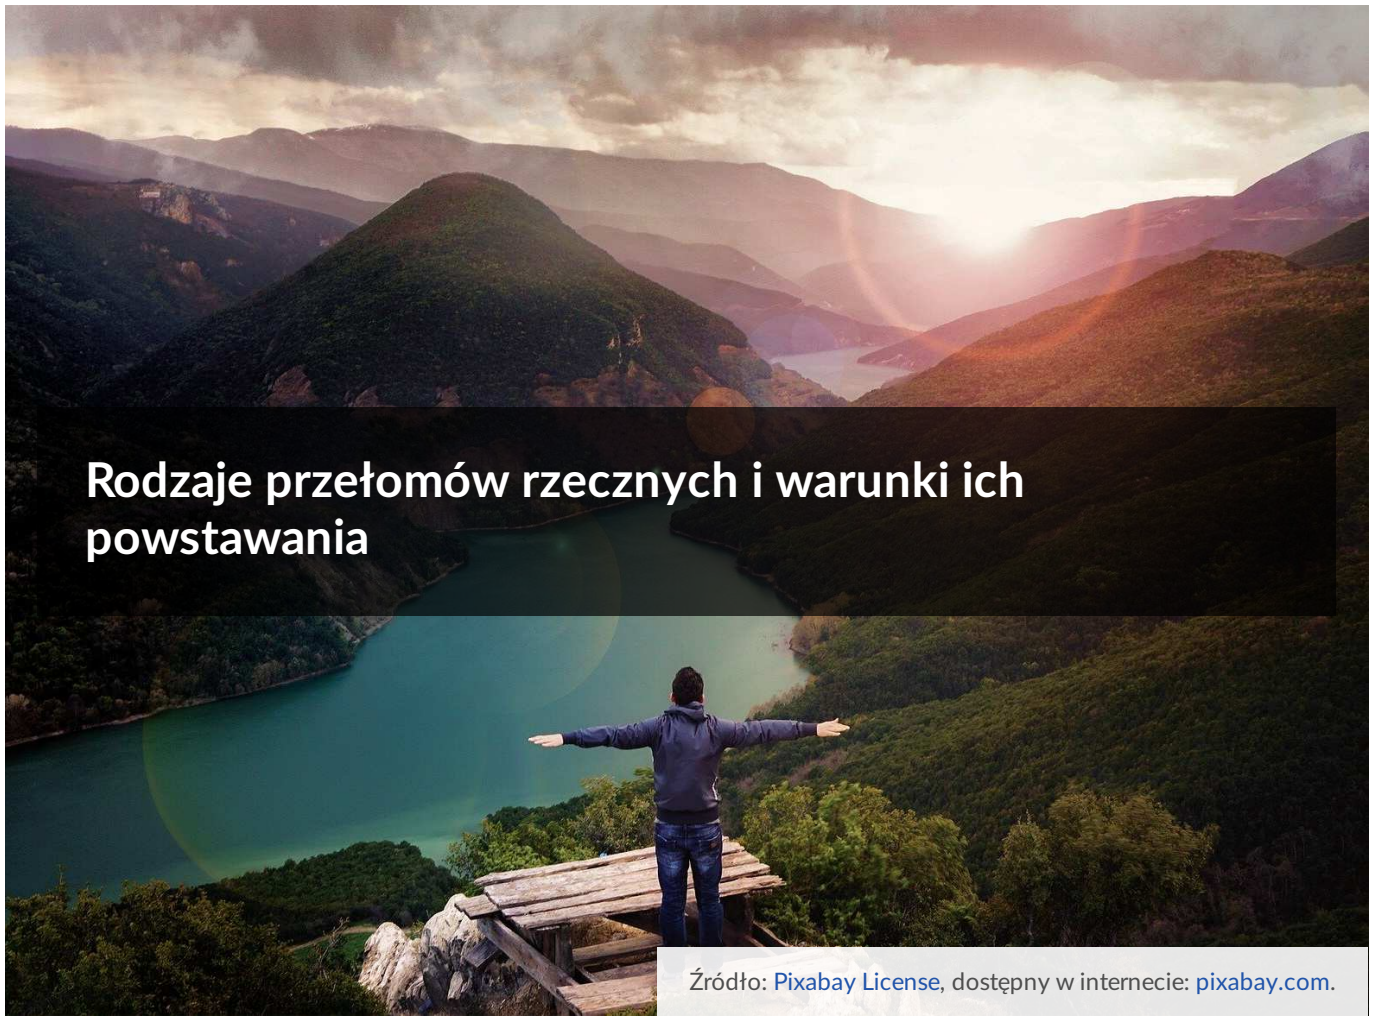 Rodzaje przełomów rzecznych i warunki ich
powstawania
Źródło: Pixabay License, dostępny w internecie: pixabay.com.